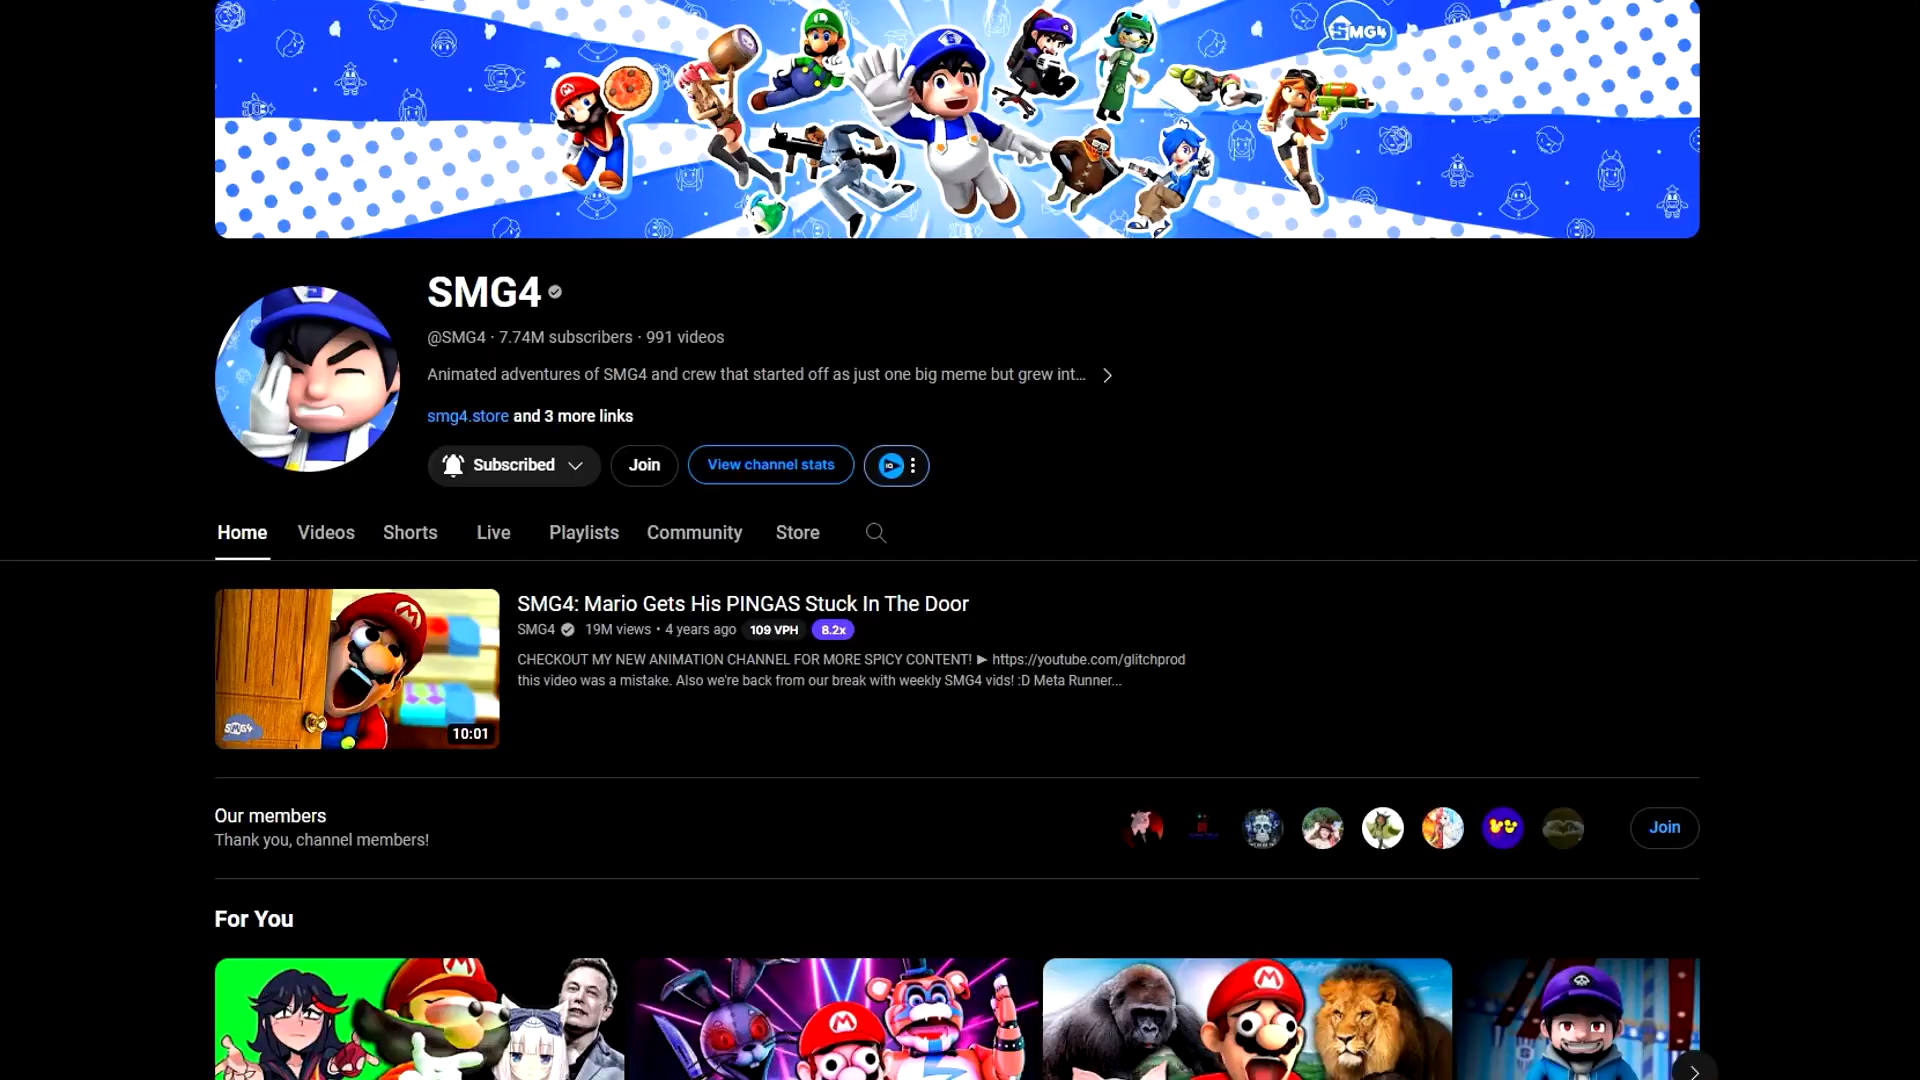 SMG4
SMG4
@SMG4 · 7.74M subscribers · 991 videos
Animated adventures of SMG4 and crew that started off as just one big meme but grew int...
smg4.store and 3 more links
Subscribed
Join
View channel stats
IQ
Home
Videos
Shorts
Live
Playlists
Community
Store
SMG4: Mario Gets His PINGAS Stuck In The Door
SMG4 19M views • 4 years ago 109 VPH 8.2x
CHECKOUT MY NEW ANIMATION CHANNEL FOR MORE SPICY CONTENT! ► https://youtube.com/glitchprod
this video was a mistake. Also we're back from our break with weekly SMG4 vids! :D Meta Runner...
SMG4
10:01
Our members
Thank you, channel members!
Join
For You